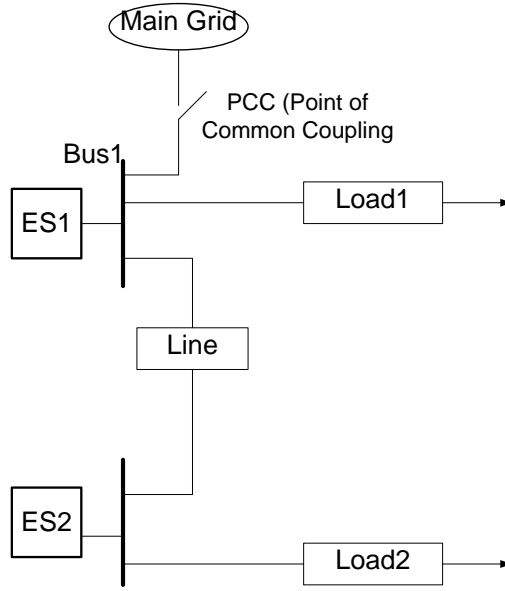 Main Grid
PCC (Point of
Common Coupling
Bus1
ES1
Load1
Line
ES2
Load2